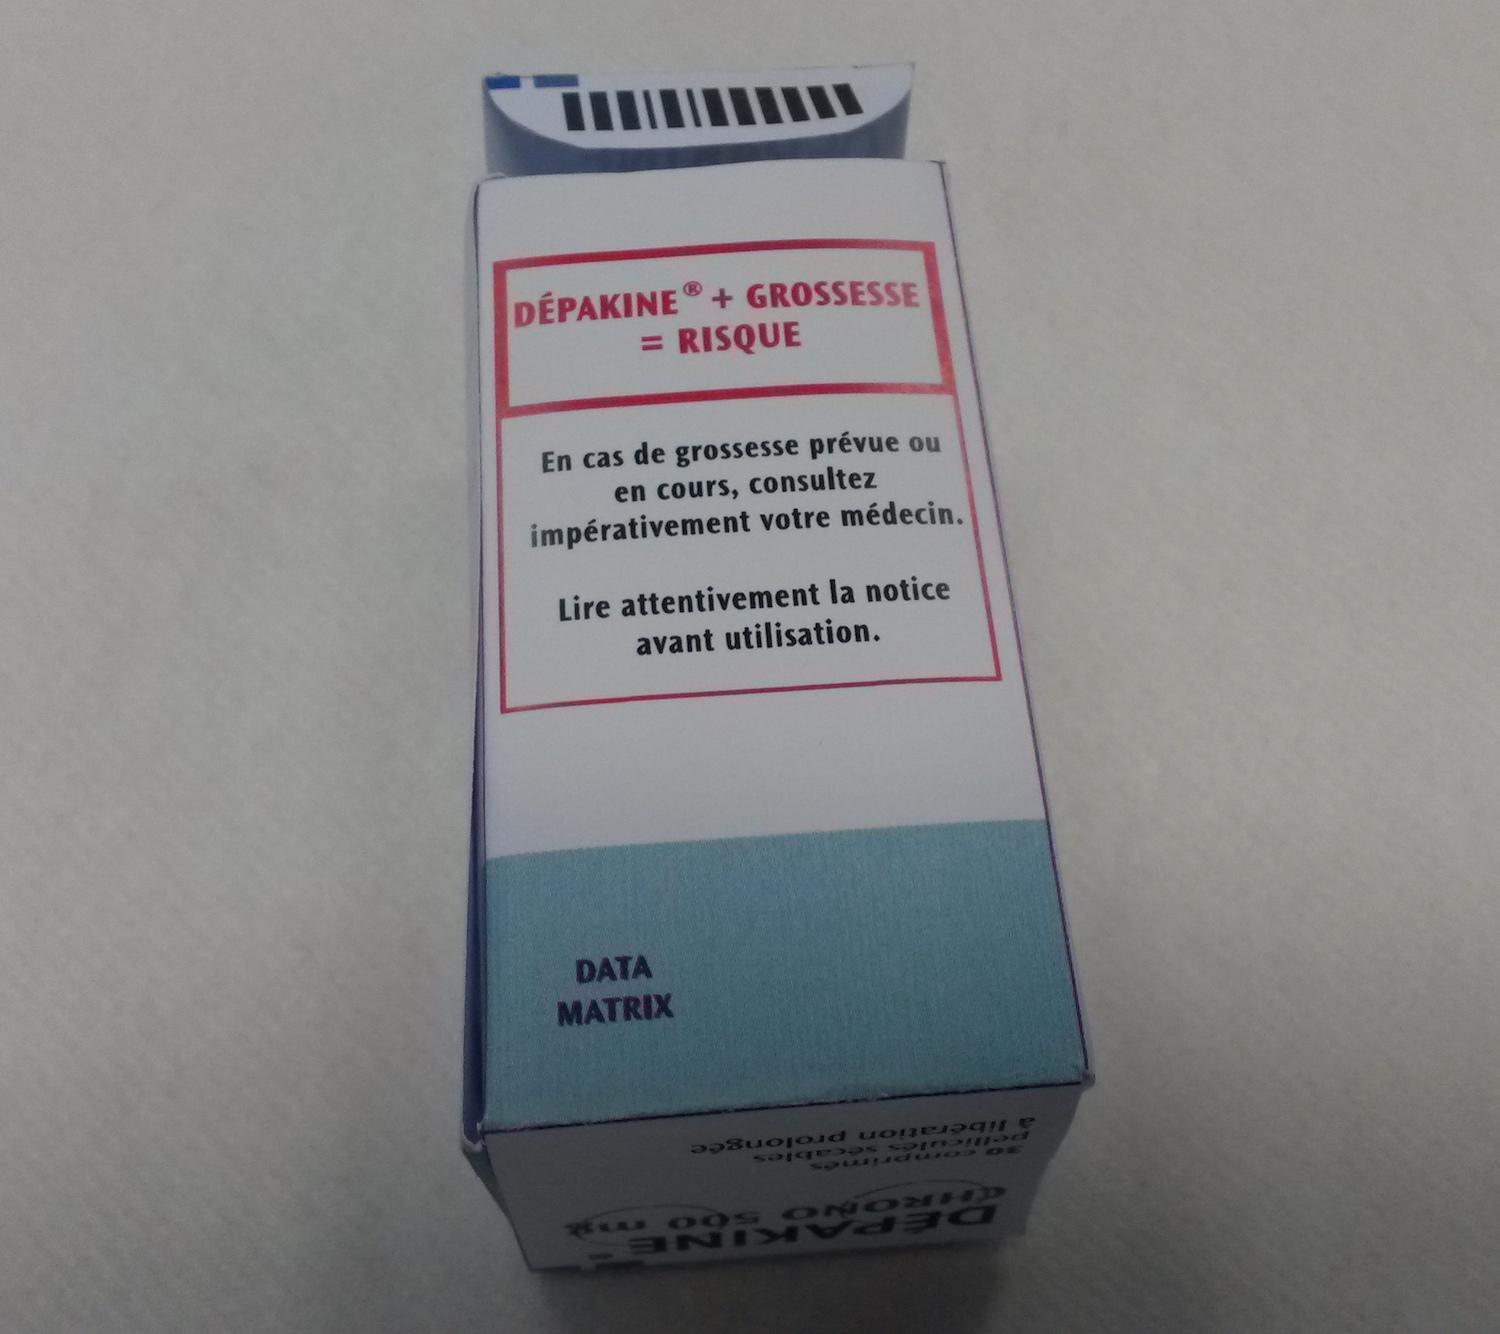 DÉPAKINE® + GROSSESSE
= RISQUE
En cas de grossesse prévue ou
en cours, consultez
impérativement votre médecin.
Lire attentivement la notice
avant utilisation.
DATA
MATRIX
DÉPAKINE®
CHRONO 500 mg
30 comprimés
pelliculés sécables
à libération prolongée